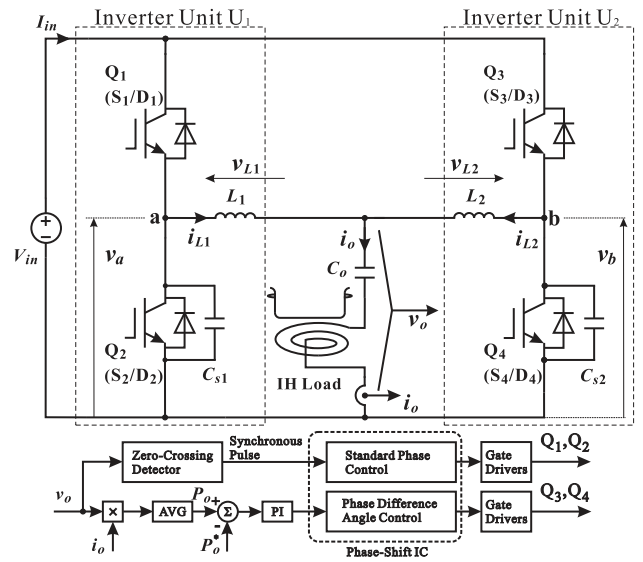 Inverter Unit U1
Inverter Unit U2
Iin
Q1
(S1/D1)
Q3
(S3/D3)
vL1
vL2
L1
L2
a
b
iL1
iL2
Vin
va
io
Co
vb
vo
Q2
(S2/D2)
Cs1
IH Load
Q4
(S4/D4)
Cs2
io
Synchronous
Pulse
Zero-Crossing
Detector
Standard Phase
Control
Gate
Drivers
Q1,Q2
vo
×
AVG
Po+
Σ
-
PI
Phase Difference
Angle Control
Gate
Drivers
Q3,Q4
io
Po*
Phase-Shift IC